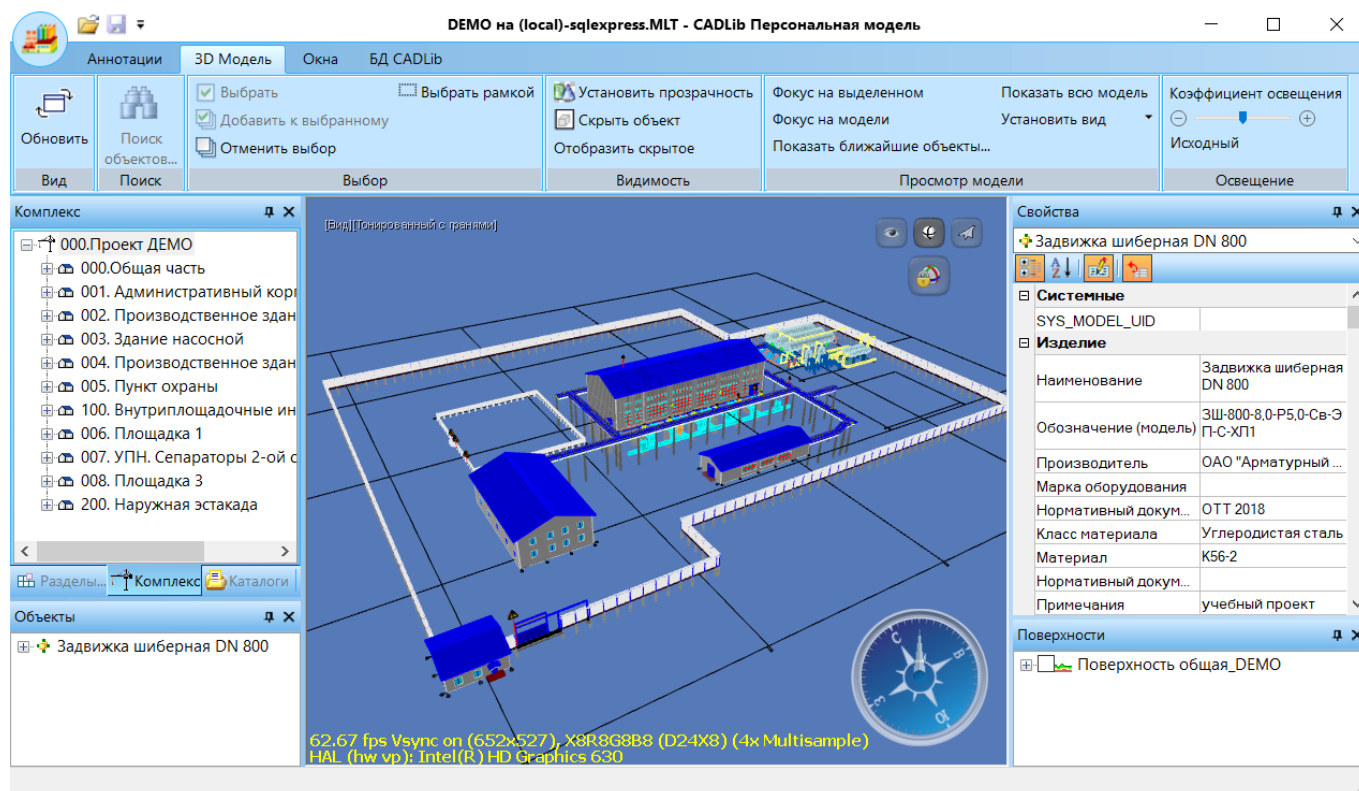 DEMO на (local)-sqlexpress.MLT - CADLib Персональная модель
Аннотации
3D Модель
Окна
БД CADLib
Обновить
Вид
Поиск
объектов...
Поиск
Выбрать
Добавить к выбранному
Отменить выбор
Выбрать рамкой
Выбор
Установить прозрачность
Скрыть объект
Отобразить скрытое
Видимость
Фокус на выделенном
Фокус на модели
Показать ближайшие объекты...
Показать всю модель
Установить вид
Просмотр модели
Коэффициент освещения
Исходный
Освещение
Комплекс
000.Проект ДЕМО
000.Общая часть
001. Административный корп
002. Производственное здан
003. Здание насосной
004. Производственное здан
005. Пункт охраны
100. Внутриплощадочные ин
006. Площадка 1
007. УПН. Сепараторы 2-ой с
008. Площадка 3
200. Наружная эстакада
Разделы...
Комплекс
Каталоги
Объекты
Задвижка шиберная DN 800
[Вид][Тонированный с гранями]
С
В
Ю
З
62.67 fps Vsync on (652x527), X8R8G8B8 (D24X8) (4x Multisample)
HAL (hw vp): Intel(R) HD Graphics 630
Свойства
Задвижка шиберная DN 800
Системные
SYS_MODEL_UID
Изделие
Наименование
Задвижка шиберная
DN 800
Обозначение (модель)
ЗШ-800-8,0-Р5,0-Св-Э
П-С-ХЛ1
Производитель
ОАО "Арматурный ...
Марка оборудования
Нормативный докум...
ОТТ 2018
Класс материала
Углеродистая сталь
Материал
К56-2
Нормативный докум...
Примечания
учебный проект
Поверхности
Поверхность общая_DEMO